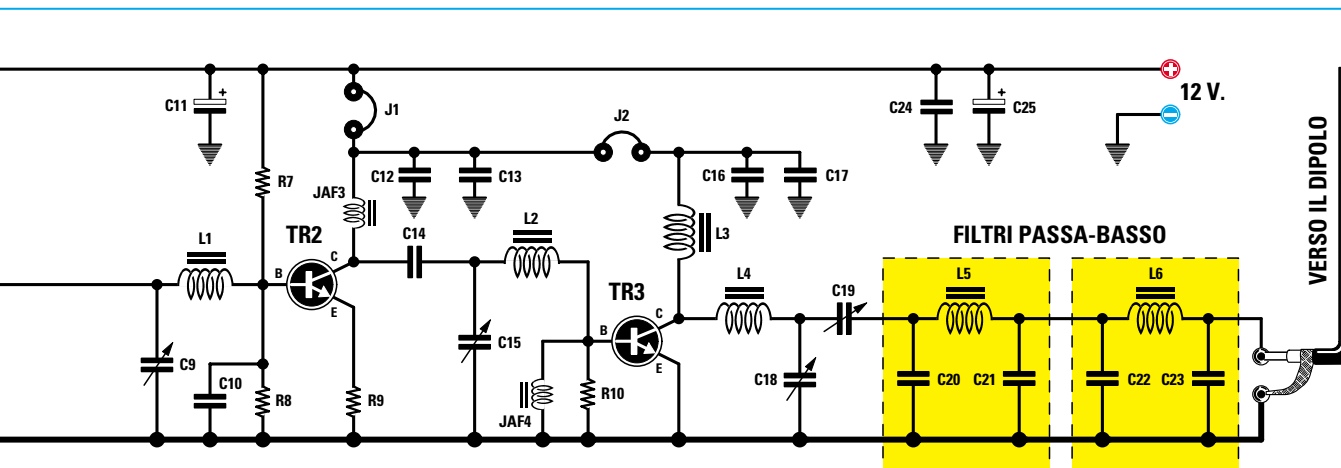 C11
+
J1
J2
C24
+
C25
12 V.
R7
JAF3
C12
C13
C16
C17
VERSO IL DIPOLO
L1
TR2
C14
L2
L3
FILTRI PASSA-BASSO
B
C
E
TR3
L4
C19
L5
L6
B
C
E
C9
C10
R8
R9
C15
JAF4
R10
C18
C20
C21
C22
C23